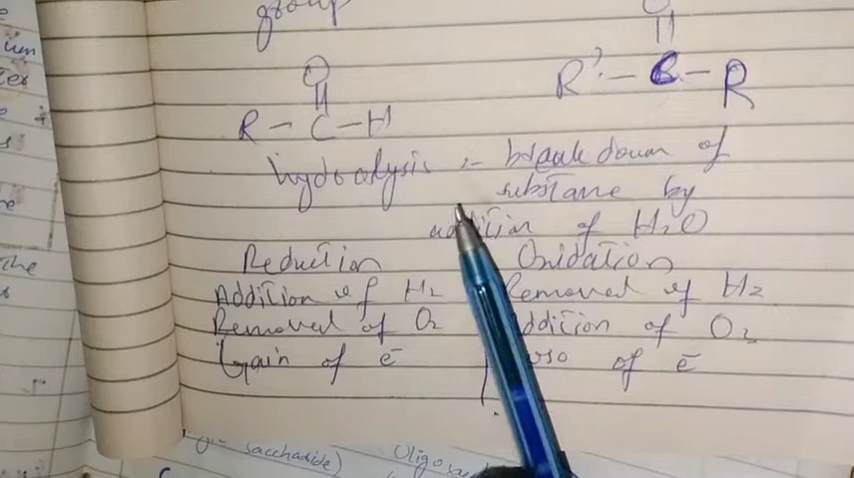 group
O O
|| ||
R - C - H R' - C - R
hydrolysis :- breakdown of
substance by
addition of H2O
Reduction Oxidation
Addition of H2 Removal of H2
Removal of O2 Addition of O2
Gain of e- Loss of e-
saccharide) Oligosac